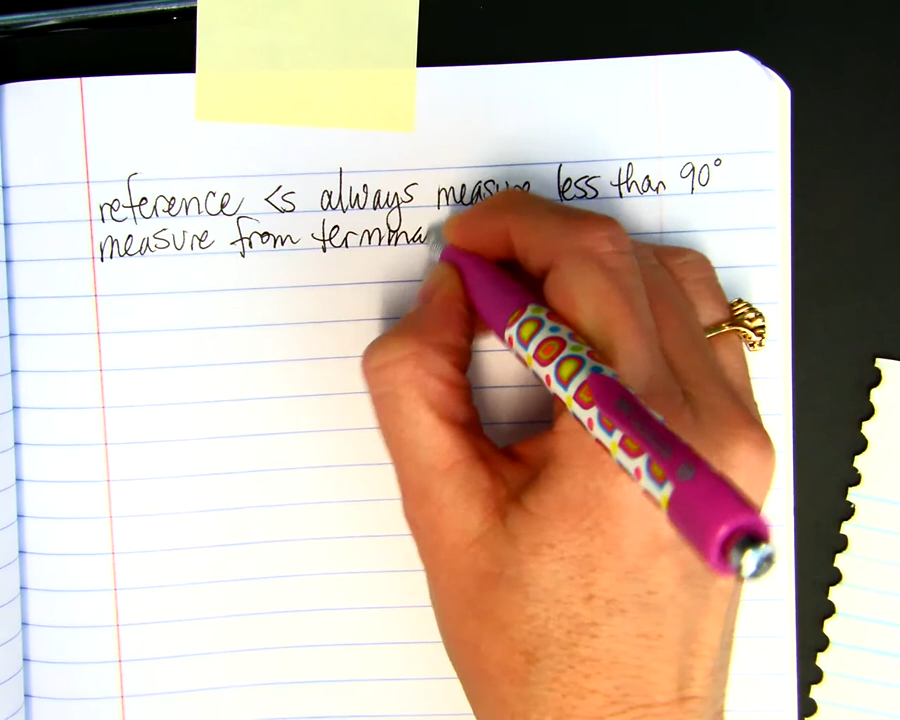 reference <s always measure less than 90°
measure from termina